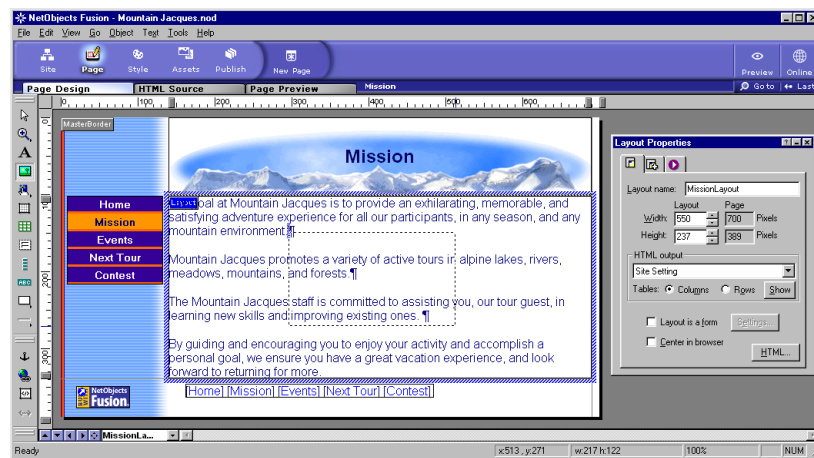 NetObjects Fusion - Mountain Jacques.nod
File Edit View Go Object Text Tools Help
Site Page Style Assets Publish New Page Preview Online
Page Design HTML Source Page Preview Mission Go to Last
0 100 200 300 400 500 600
MasterBorder
Mission
Home
Mission
Events
Next Tour
Contest
Layout oal at Mountain Jacques is to provide an exhilarating, memorable, and
satisfying adventure experience for all our participants, in any season, and any
mountain environment.¶
Mountain Jacques promotes a variety of active tours in alpine lakes, rivers,
meadows, mountains, and forests.¶
The Mountain Jacques staff is committed to assisting you, our tour guest, in
learning new skills and improving existing ones. ¶
By guiding and encouraging you to enjoy your activity and accomplish a
personal goal, we ensure you have a great vacation experience, and look
forward to returning for more.
[Home] [Mission] [Events] [Next Tour] [Contest]
NetObjects
Fusion
Layout Properties
Layout name: MissionLayout
Layout Page
Width: 550 700 Pixels
Height: 237 389 Pixels
HTML output
Site Setting
Tables: Columns Rows Show
Layout is a form Settings...
Center in browser
HTML...
ABC
MissionLa...
Ready x:513 , y:271 w:217 h:122 100% NUM